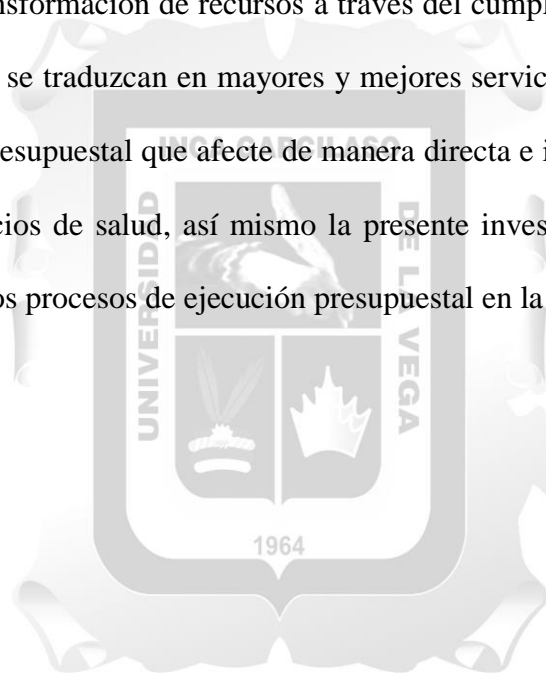 nsformación de recursos a través del cumpl
se traduzcan en mayores y mejores servic
esupuestal que afecte de manera directa e i
cios de salud, así mismo la presente inves
os procesos de ejecución presupuestal en la
INCA GARCILASO
UNIVERSIDAD
DE LA VEGA
1964